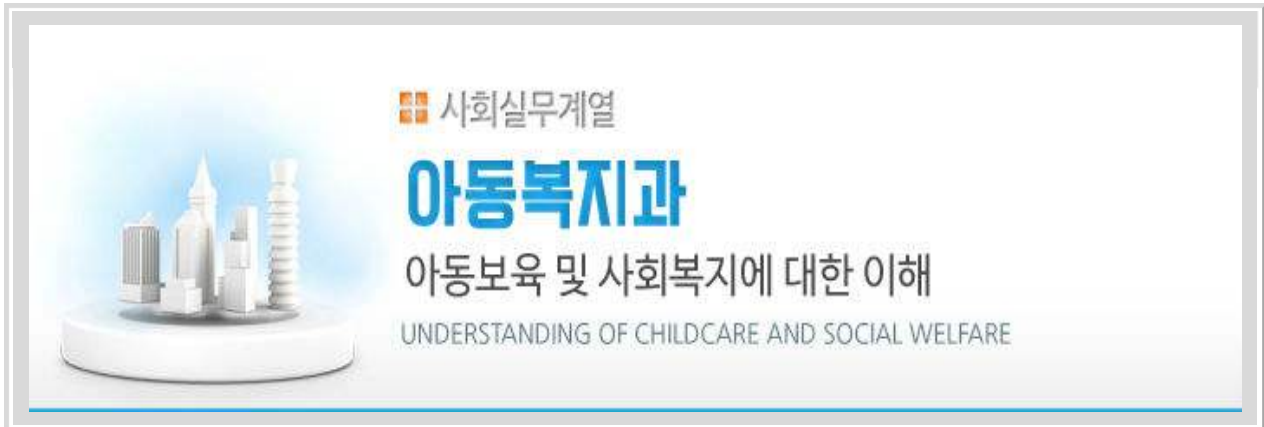 사회실무계열
아동복지과
아동보육 및 사회복지에 대한 이해
UNDERSTANDING OF CHILDCARE AND SOCIAL WELFARE